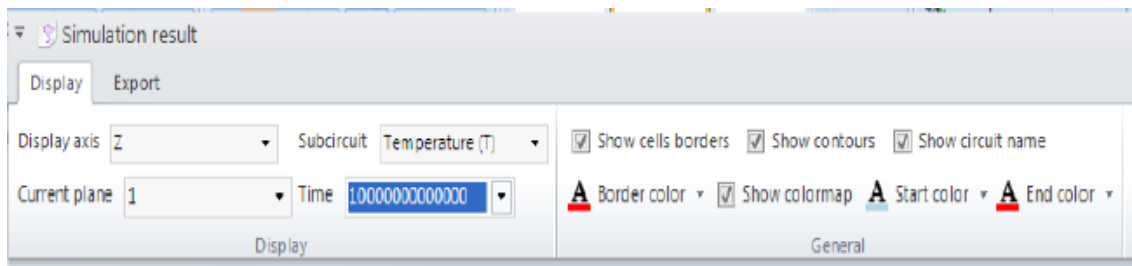 Simulation result
Display Export
Display axis Z Subcircuit Temperature (T) Show cells borders Show contours Show circuit name
Current plane 1 Time 10000000000000 A Border color Show colormap A Start color A End color
Display General